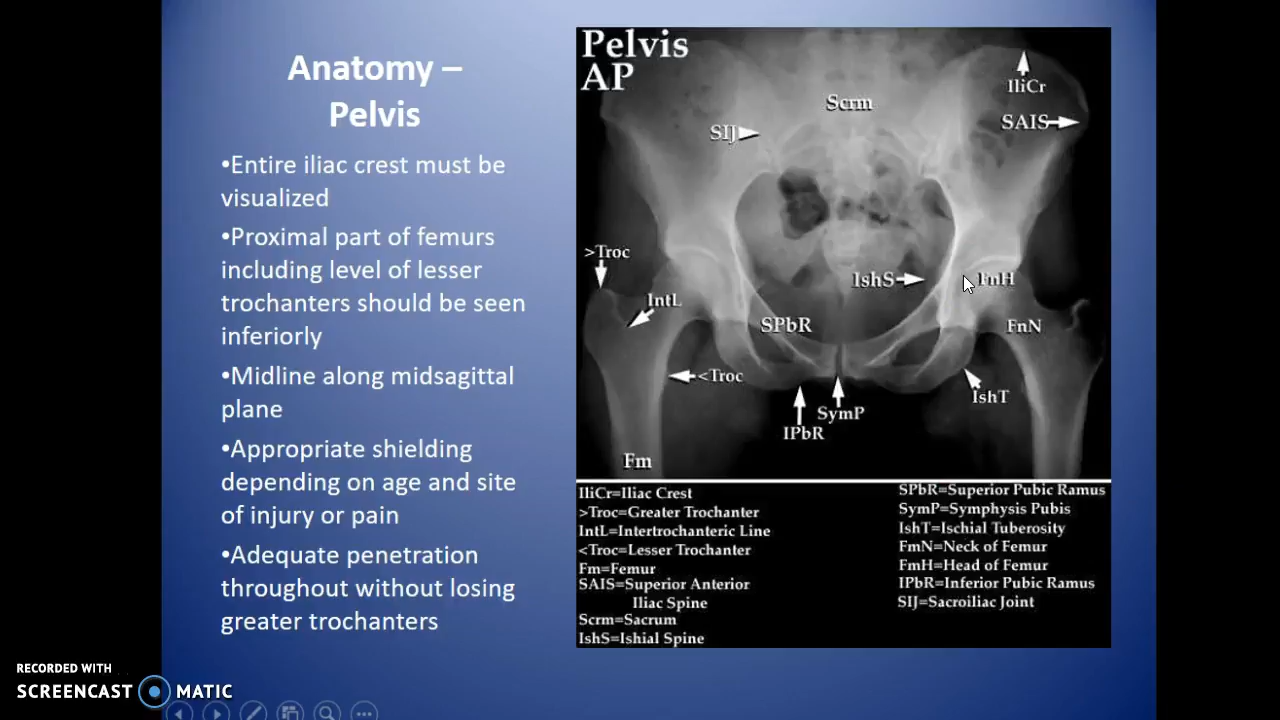 Anatomy –
Pelvis
•Entire iliac crest must be
visualized
•Proximal part of femurs
including level of lesser
trochanters should be seen
inferiorly
•Midline along midsagittal
plane
•Appropriate shielding
depending on age and site
of injury or pain
•Adequate penetration
throughout without losing
greater trochanters
Pelvis
AP
IliCr
Scrm
SAIS
SIJ
>Troc
IshS
FnH
IntL
SPbR
FnN
<Troc
IshT
SymP
IPbR
Fm
IliCr=Iliac Crest
>Troc=Greater Trochanter
IntL=Intertrochanteric Line
<Troc=Lesser Trochanter
Fm=Femur
SAIS=Superior Anterior
Iliac Spine
Scrm=Sacrum
IshS=Ishial Spine
SPbR=Superior Pubic Ramus
SymP=Symphysis Pubis
IshT=Ischial Tuberosity
FmN=Neck of Femur
FmH=Head of Femur
IPbR=Inferior Pubic Ramus
SIJ=Sacroiliac Joint
RECORDED WITH
SCREENCAST MATIC